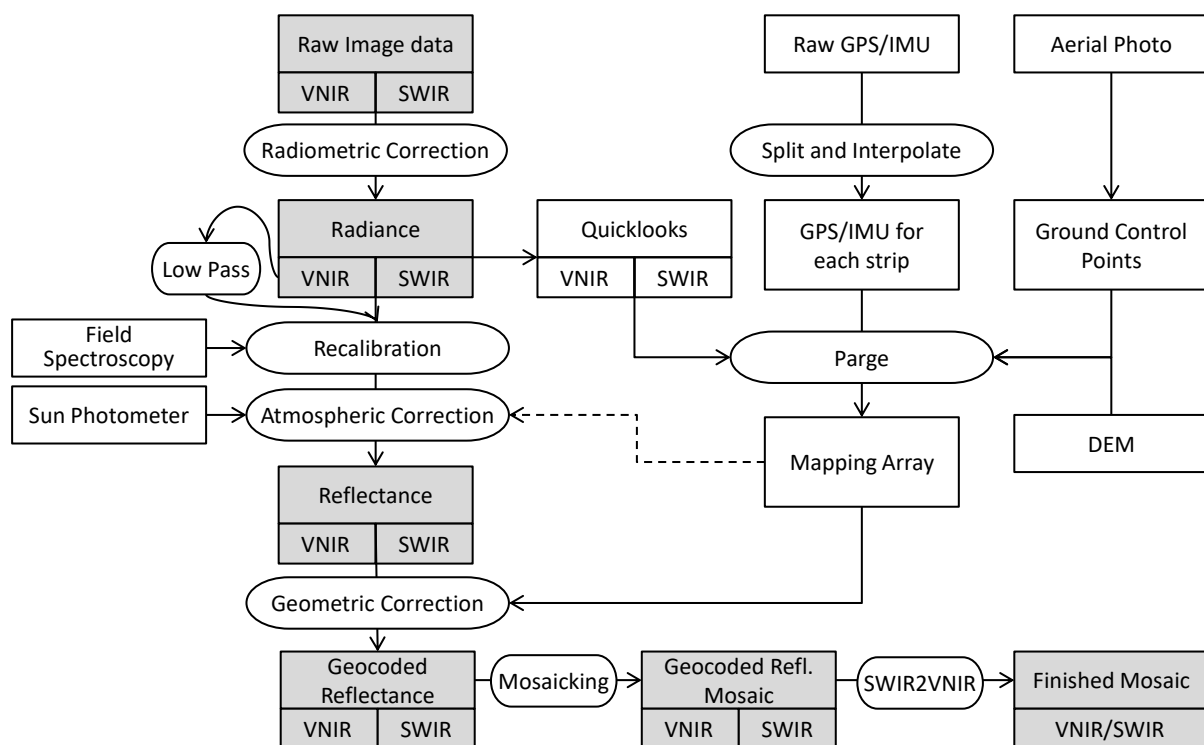 Raw Image data
VNIR SWIR
Raw GPS/IMU
Aerial Photo
Radiometric Correction
Split and Interpolate
Radiance
VNIR SWIR
Low Pass
Quicklooks
VNIR SWIR
GPS/IMU for
each strip
Ground Control
Points
Field
Spectroscopy
Recalibration
Parge
Sun Photometer
Atmospheric Correction
Mapping Array
DEM
Reflectance
VNIR SWIR
Geometric Correction
Geocoded
Reflectance
VNIR SWIR
Mosaicking
Geocoded Refl.
Mosaic
VNIR SWIR
SWIR2VNIR
Finished Mosaic
VNIR/SWIR